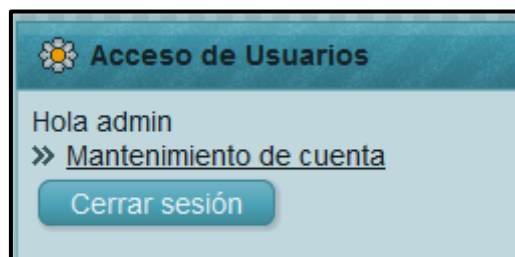 Acceso de Usuarios
Hola admin
» Mantenimiento de cuenta
Cerrar sesión